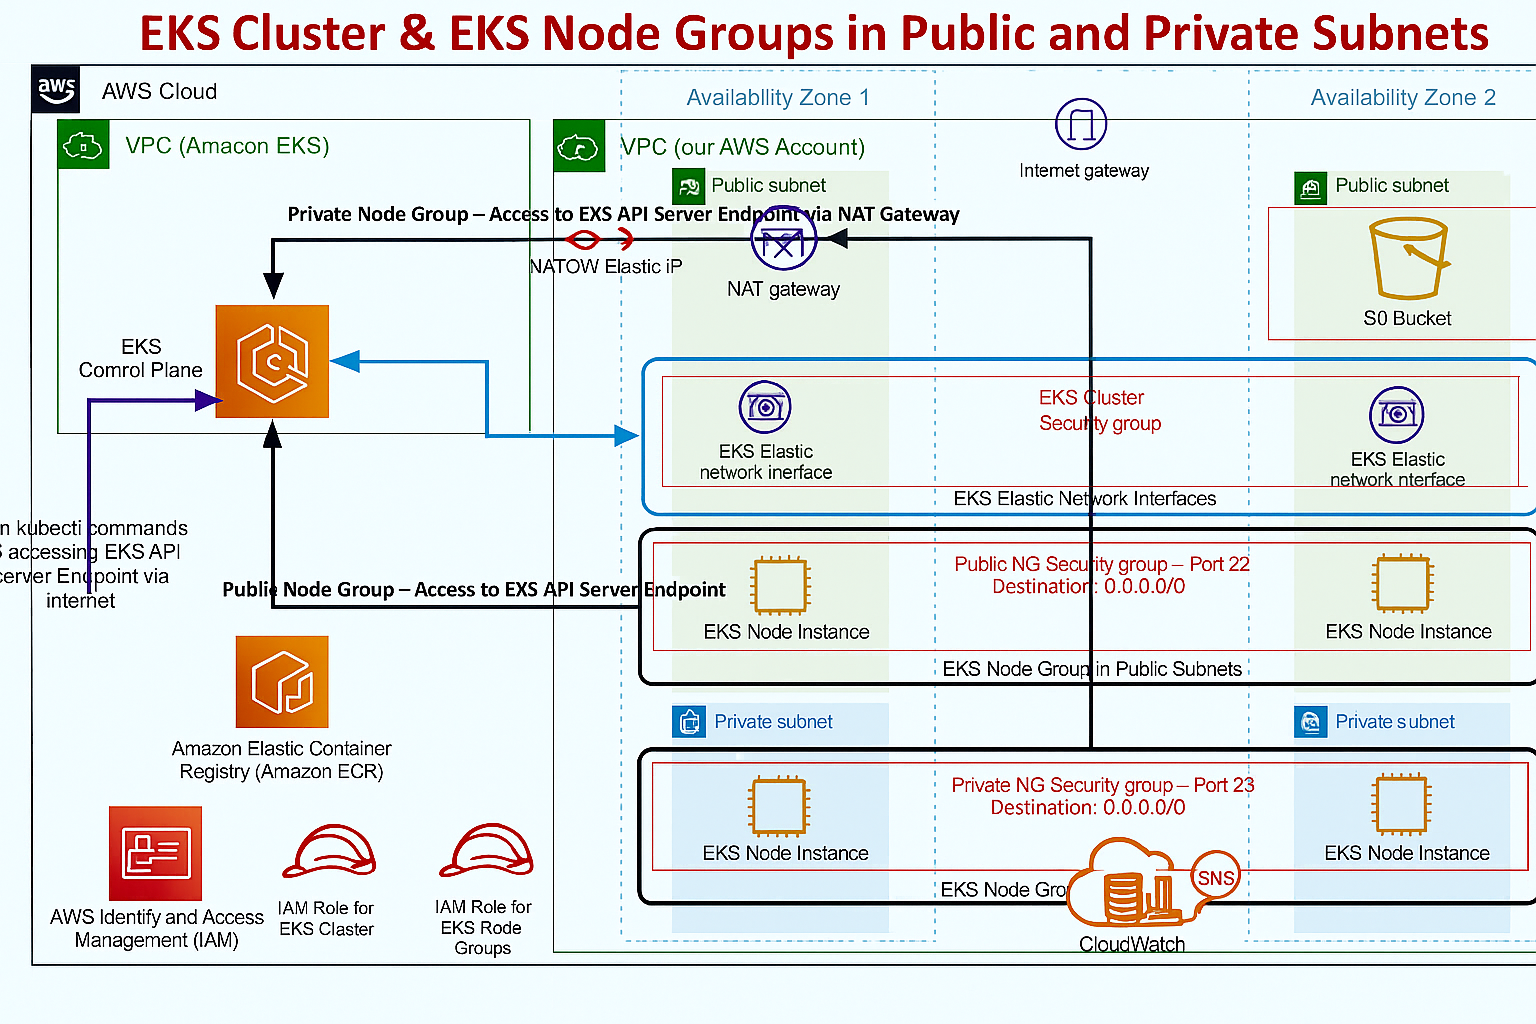 EKS Cluster & EKS Node Groups in Public and Private Subnets
aws
AWS Cloud
Availabllity Zone 1
Availability Zone 2
VPC (Amacon EKS)
VPC (our AWS Account)
Internet gateway
Public subnet
Public subnet
Private Node Group – Access to EXS API Server Endpoint via NAT Gateway
NATOW Elastic iP
NAT gateway
S0 Bucket
EKS
Comrol Plane
EKS Cluster
Security group
EKS Elastic
network inerface
EKS Elastic
network nterface
EKS Elastic Network Interfaces
n kubecti commands
S accessing EKS API
server Endpoint via
internet
Public Node Group – Access to EXS API Server Endpoint
Public NG Security group – Port 22
Destination: 0.0.0.0/0
EKS Node Instance
EKS Node Instance
EKS Node Group in Public Subnets
Amazon Elastic Container
Registry (Amazon ECR)
Private subnet
Private subnet
Private NG Security group – Port 23
Destination: 0.0.0.0/0
EKS Node Instance
EKS Node Instance
EKS Node Gro
SNS
CloudWatch
AWS Identify and Access
Management (IAM)
IAM Role for
EKS Claster
IAM Role for
EKS Rode
Groups